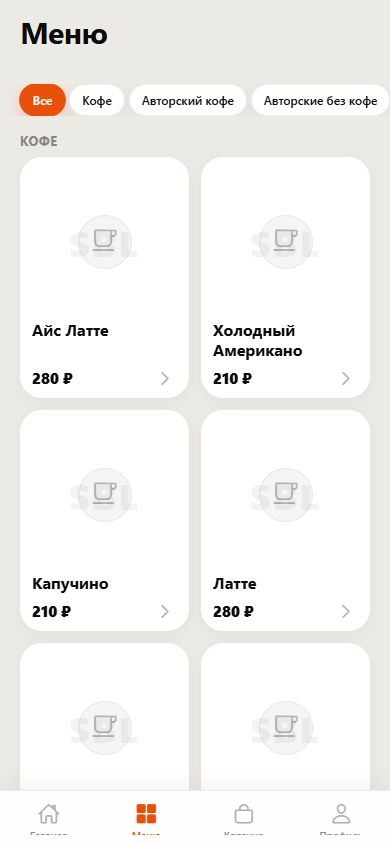 Меню
Все
Кофе
Авторский кофе
Авторские без кофе
КОФЕ
Айс Латте
280 ₽
Холодный
Американо
210 ₽
Капучино
210 ₽
Латте
280 ₽